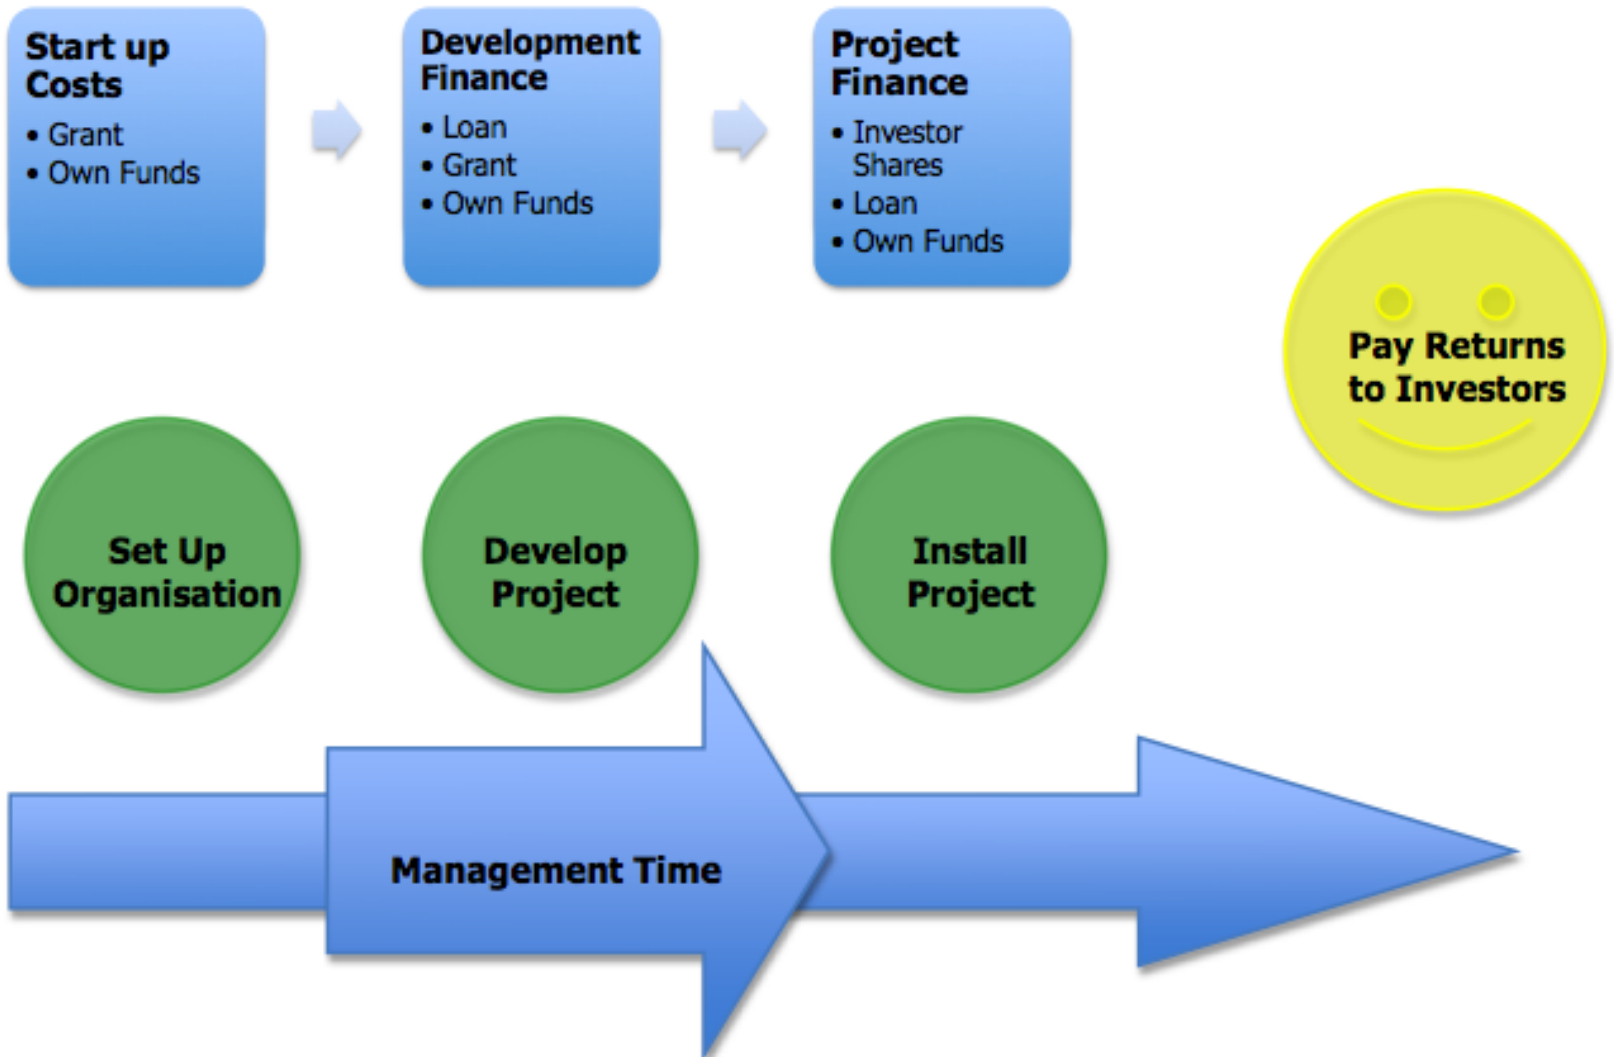 Start up
Costs
• Grant
• Own Funds
Development
Finance
• Loan
• Grant
• Own Funds
Project
Finance
• Investor
Shares
• Loan
• Own Funds
Pay Returns
to Investors
Set Up
Organisation
Develop
Project
Install
Project
Management Time